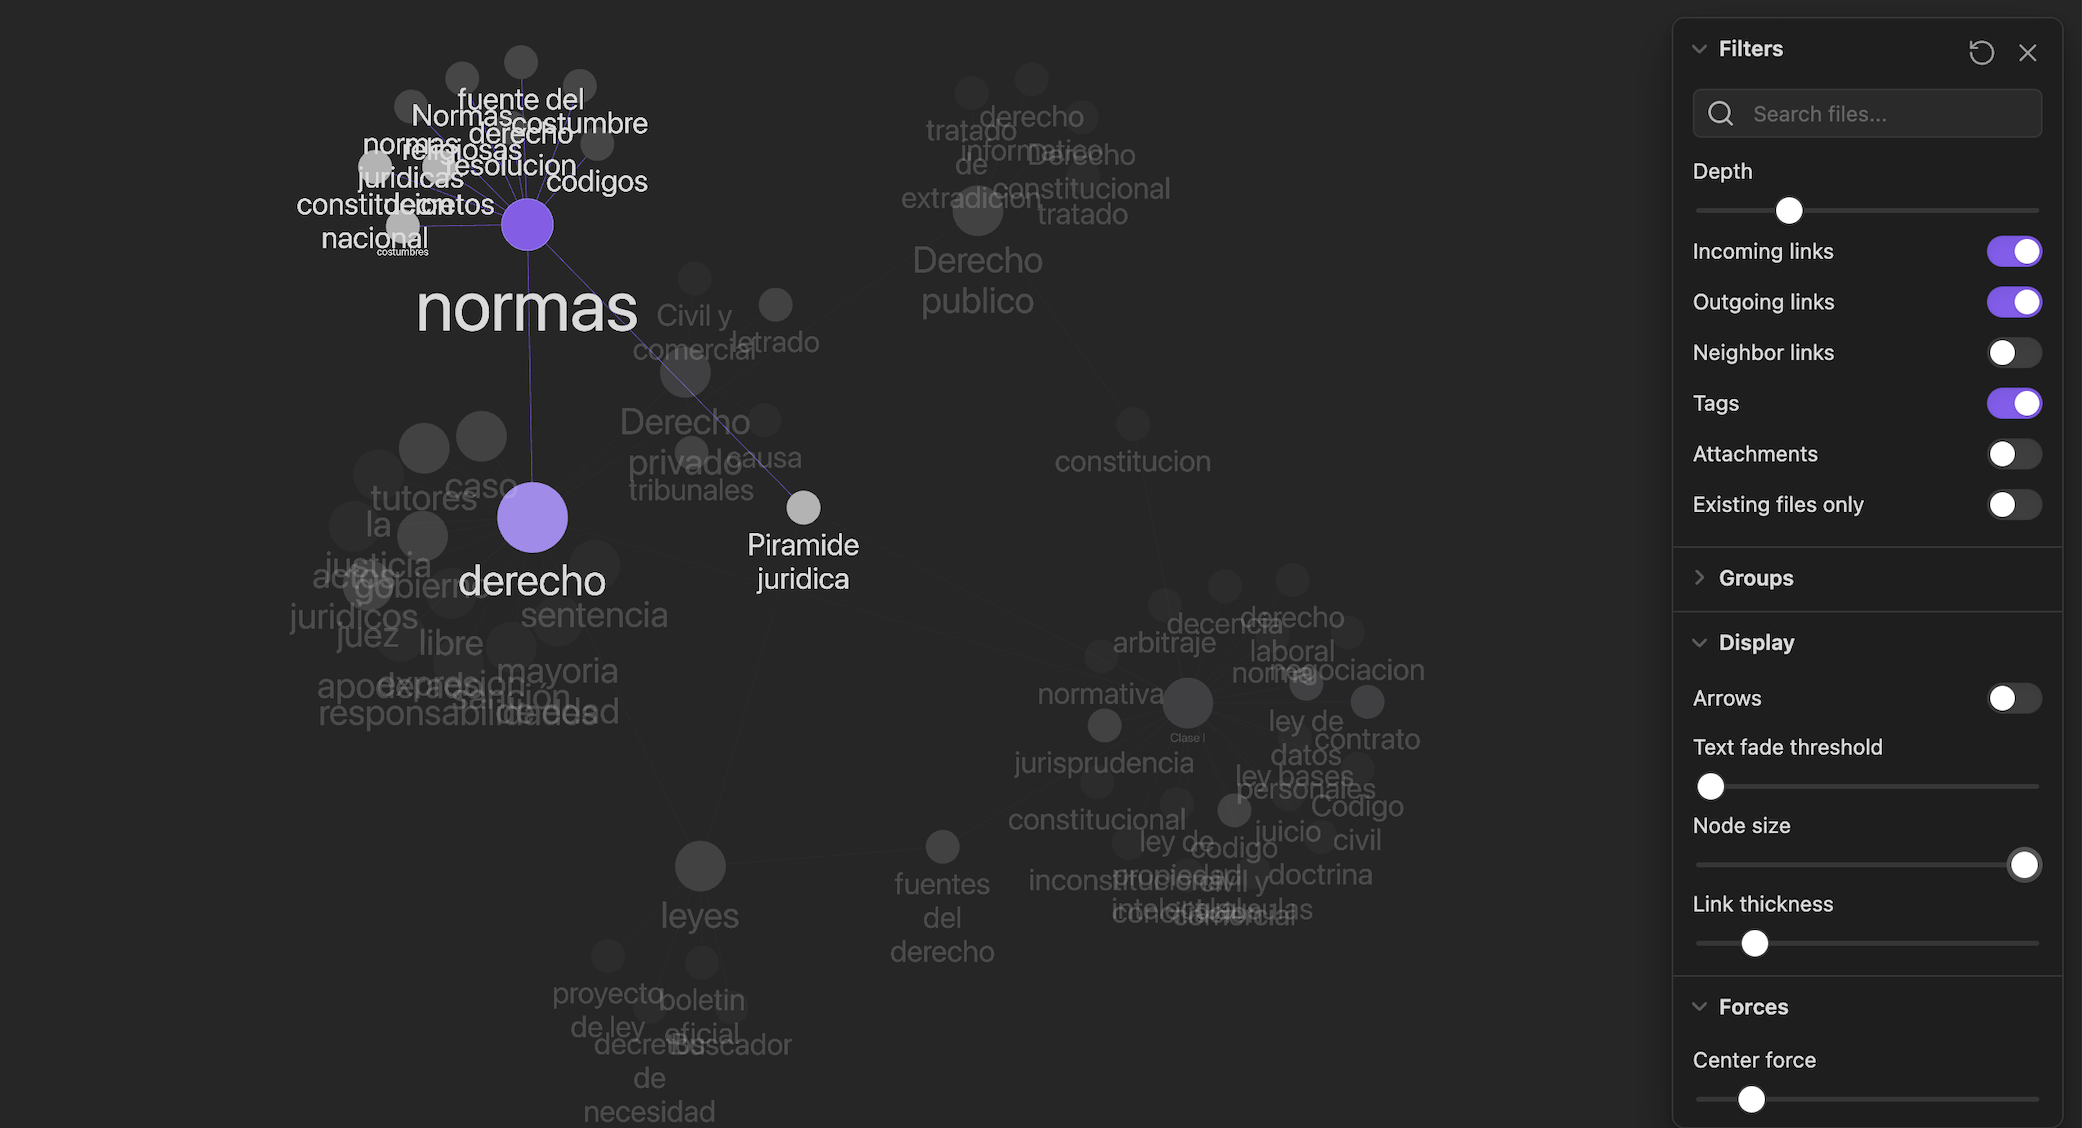 fuente del
derecho
Normas
religiosas
costumbre
normas
juridicas
resolucion
codigos
constitucion
nacional
decretos
costumbres
normas
derecho
informatico
tratado
de
extradicion
Derecho
constitucional
tratado
Derecho
publico
Civil y
comercial
letrado
Derecho
privado
causa
tribunales
constitucion
caso
tutores
la
justicia
derecho
Piramide
juridica
actos
juridicos
gobierno
juez
libre
expresion
sentencia
mayoria
de edad
sanción
responsabilidades
decencia
derecho
laboral
arbitraje
norma
negociacion
normativa
Clase I
ley de
datos
personales
contrato
jurisprudencia
ley bases
Codigo
civil
constitucional
juicio
ley de
propiedad
intelectual
codigo
civil y
comercial
doctrina
leyes
fuentes
del
derecho
proyecto
de ley
boletin
oficial
decretos
de
necesidad
Buscador
Filters
Search files...
Depth
Incoming links
Outgoing links
Neighbor links
Tags
Attachments
Existing files only
Groups
Display
Arrows
Text fade threshold
Node size
Link thickness
Forces
Center force